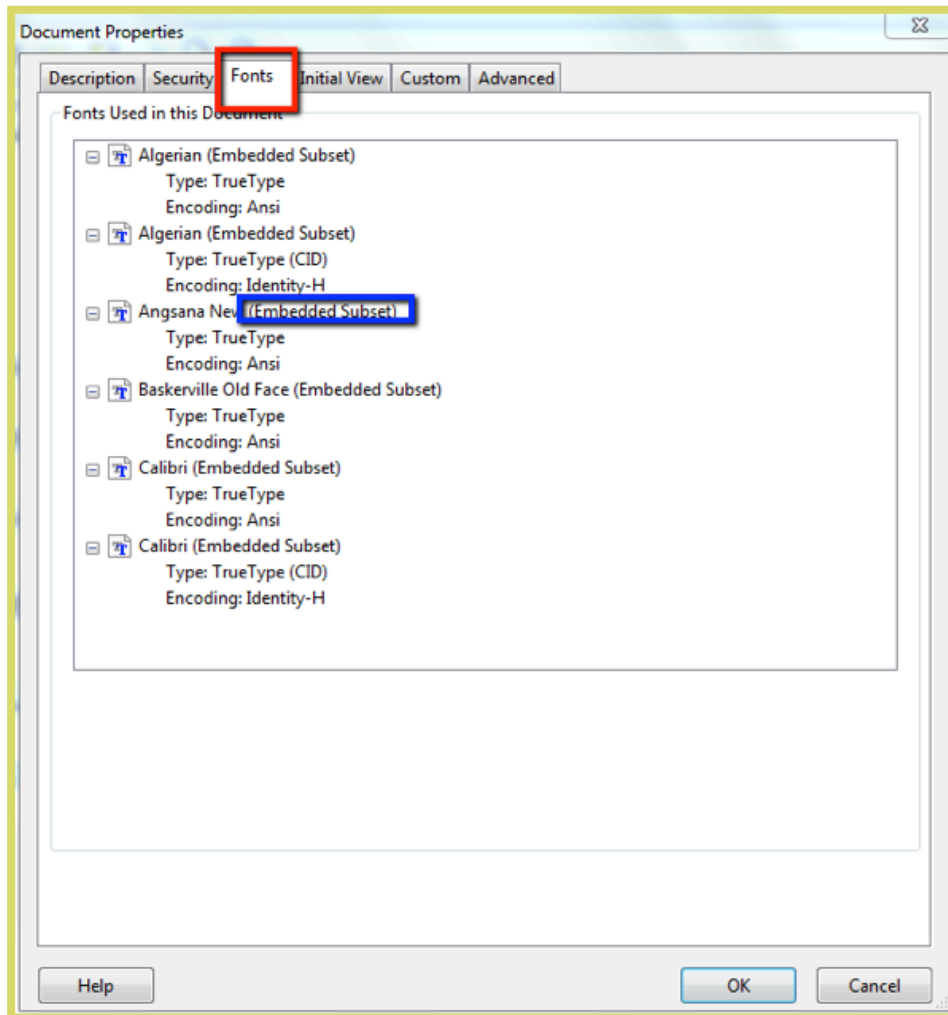 Document Properties
Description Security Fonts Initial View Custom Advanced
Fonts Used in this Document
Algerian (Embedded Subset)
Type: TrueType
Encoding: Ansi
Algerian (Embedded Subset)
Type: TrueType (CID)
Encoding: Identity-H
Angsana New (Embedded Subset)
Type: TrueType
Encoding: Ansi
Baskerville Old Face (Embedded Subset)
Type: TrueType
Encoding: Ansi
Calibri (Embedded Subset)
Type: TrueType
Encoding: Ansi
Calibri (Embedded Subset)
Type: TrueType (CID)
Encoding: Identity-H
Help OK Cancel